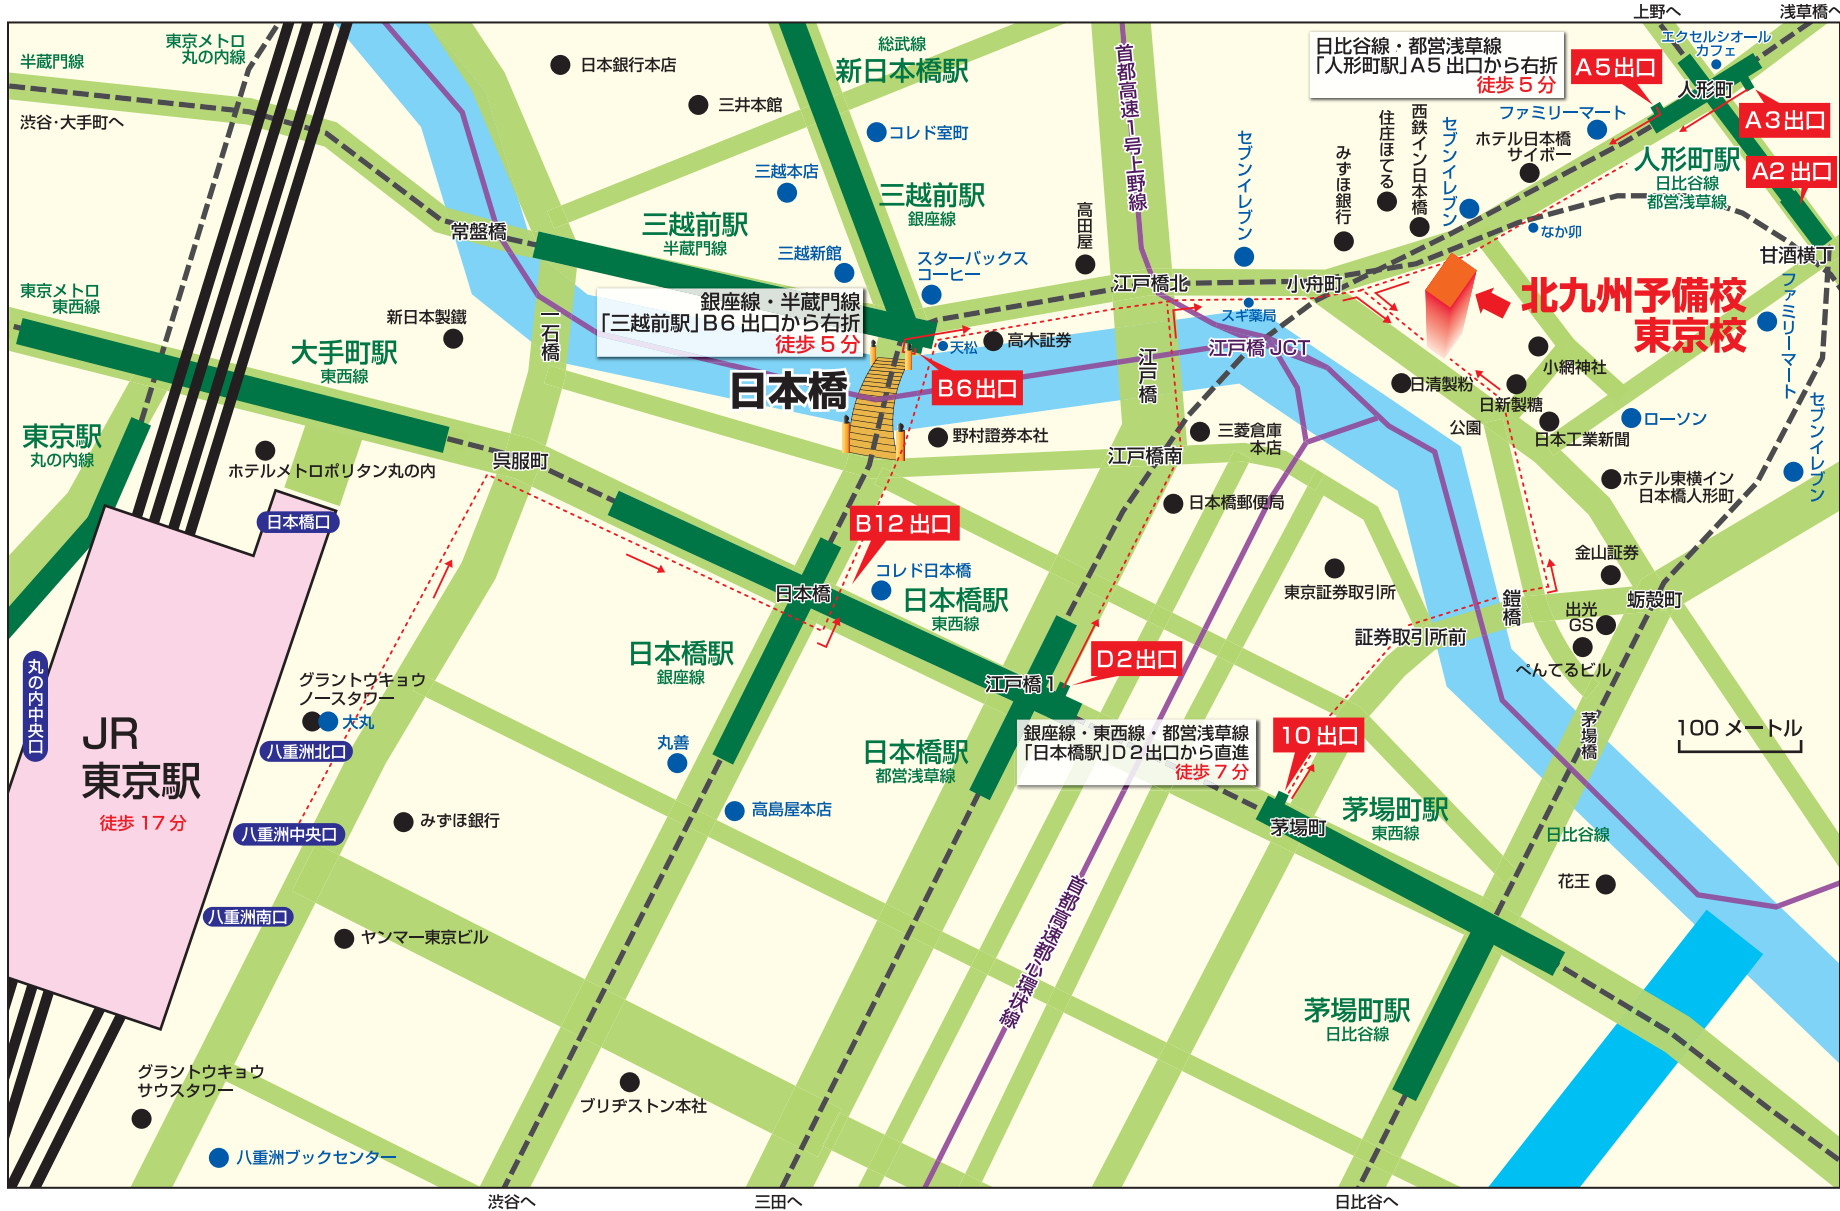 上野へ
浅草橋へ
東京メトロ
丸の内線
半蔵門線
渋谷・大手町へ
日本銀行本店
三井本館
総武線
新日本橋駅
コレド室町
三越本店
三越前駅
銀座線
三越前駅
半蔵門線
三越新館
常盤橋
スターバックス
コーヒー
首都高速1号上野線
高田屋
セブンイレブン
みずほ銀行
住庄ほてる
西鉄イン日本橋
セブンイレブン
日比谷線・都営浅草線
「人形町駅」A5出口から右折
徒歩5分
エクセルシオール
カフェ
A5出口
人形町
A3出口
ファミリーマート
ホテル日本橋
サイボー
人形町駅
日比谷線
都営浅草線
A2出口
なか卯
甘酒横丁
東京メトロ
東西線
新日本製鐵
大手町駅
東西線
一石橋
銀座線・半蔵門線
「三越前駅」B6出口から右折
徒歩5分
日本橋
天松
高木証券
B6出口
江戸橋北
小舟町
スギ薬局
江戸橋JCT
江戸橋
北九州予備校
東京校
ファミリーマート
小網神社
日清製粉
日新製糖
公園
日本工業新聞
ローソン
セブンイレブン
東京駅
丸の内線
ホテルメトロポリタン丸の内
呉服町
日本橋口
野村證券本社
江戸橋南
三菱倉庫
本店
日本橋郵便局
ホテル東横イン
日本橋人形町
B12出口
コレド日本橋
日本橋
日本橋駅
東西線
東京証券取引所
金山証券
鎧橋
蛎殻町
出光
GS
証券取引所前
ぺんてるビル
茅場橋
日本橋駅
銀座線
江戸橋1
D2出口
丸の内中央口
JR
東京駅
徒歩17分
グラントウキョウ
ノースタワー
大丸
八重洲北口
丸善
日本橋駅
都営浅草線
銀座線・東西線・都営浅草線
「日本橋駅」D2出口から直進
徒歩7分
10出口
100メートル
八重洲中央口
みずほ銀行
高島屋本店
茅場町
茅場町駅
東西線
日比谷線
花王
八重洲南口
ヤンマー東京ビル
首都高速都心環状線
茅場町駅
日比谷線
グラントウキョウ
サウスタワー
ブリヂストン本社
八重洲ブックセンター
渋谷へ
三田へ
日比谷へ